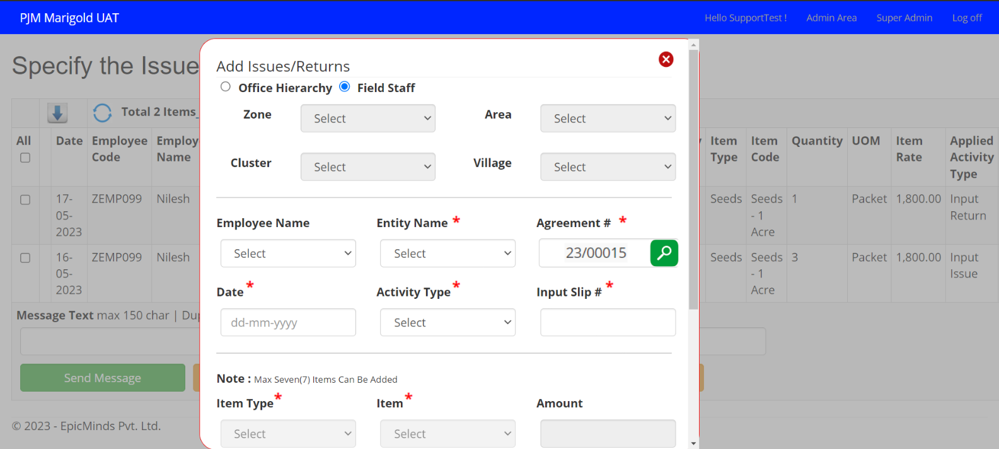 PJM Marigold UAT
Hello SupportTest !
Admin Area
Super Admin
Log off
Specify the Issue
Total 2 Items_
All
Date
Employee Code
Employ Name
Item Type
Item Code
Quantity
UOM
Item Rate
Applied Activity Type
17-05-2023
ZEMP099
Nilesh
Seeds
Seeds - 1 Acre
1
Packet
1,800.00
Input Return
16-05-2023
ZEMP099
Nilesh
Seeds
Seeds - 1 Acre
3
Packet
1,800.00
Input Issue
Message Text max 150 char | Du
Send Message
© 2023 - EpicMinds Pvt. Ltd.
Add Issues/Returns
Office Hierarchy
Field Staff
Zone
Select
Area
Select
Cluster
Select
Village
Select
Employee Name
Entity Name *
Agreement # *
Select
Select
23/00015
Date *
Activity Type *
Input Slip # *
dd-mm-yyyy
Select
Note : Max Seven(7) Items Can Be Added
Item Type *
Item *
Amount
Select
Select